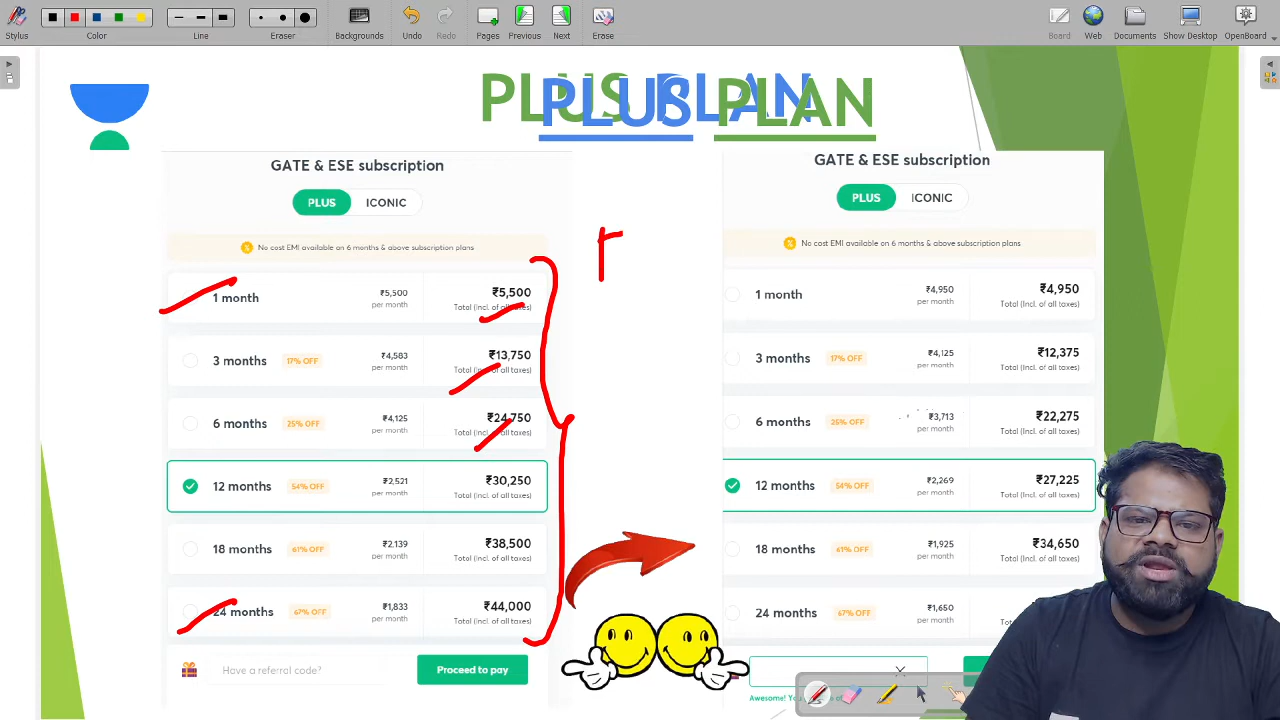 Stylus
Color
Line
Eraser
Backgrounds
Undo
Redo
Pages
Previous
Next
Erase
Board
Web
Documents
Show Desktop
OpenBoard
PLUS PLAN
PLUS PLAN
GATE & ESE subscription
PLUS ICONIC
No cost EMI available on 6 months & above subscription plans
1 month ₹5,500 per month ₹5,500 Total (Incl. of all taxes)
3 months 17% OFF ₹4,583 per month ₹13,750 Total (Incl. of all taxes)
6 months 25% OFF ₹4,125 per month ₹24,750 Total (Incl. of all taxes)
12 months 54% OFF ₹2,521 per month ₹30,250 Total (Incl. of all taxes)
18 months 61% OFF ₹2,139 per month ₹38,500 Total (Incl. of all taxes)
24 months 67% OFF ₹1,833 per month ₹44,000 Total (Incl. of all taxes)
Have a referral code?
Proceed to pay
GATE & ESE subscription
PLUS ICONIC
No cost EMI available on 6 months & above subscription plans
1 month ₹4,950 per month ₹4,950 Total (Incl. of all taxes)
3 months 17% OFF ₹4,125 per month ₹12,375 Total (Incl. of all taxes)
6 months 25% OFF ₹3,713 per month ₹22,275 Total (Incl. of all taxes)
12 months 54% OFF ₹2,269 per month ₹27,225 Total (Incl. of all taxes)
18 months 61% OFF ₹1,925 per month ₹34,650 Total (Incl. of all taxes)
24 months 67% OFF ₹1,650 per month
Awesome!